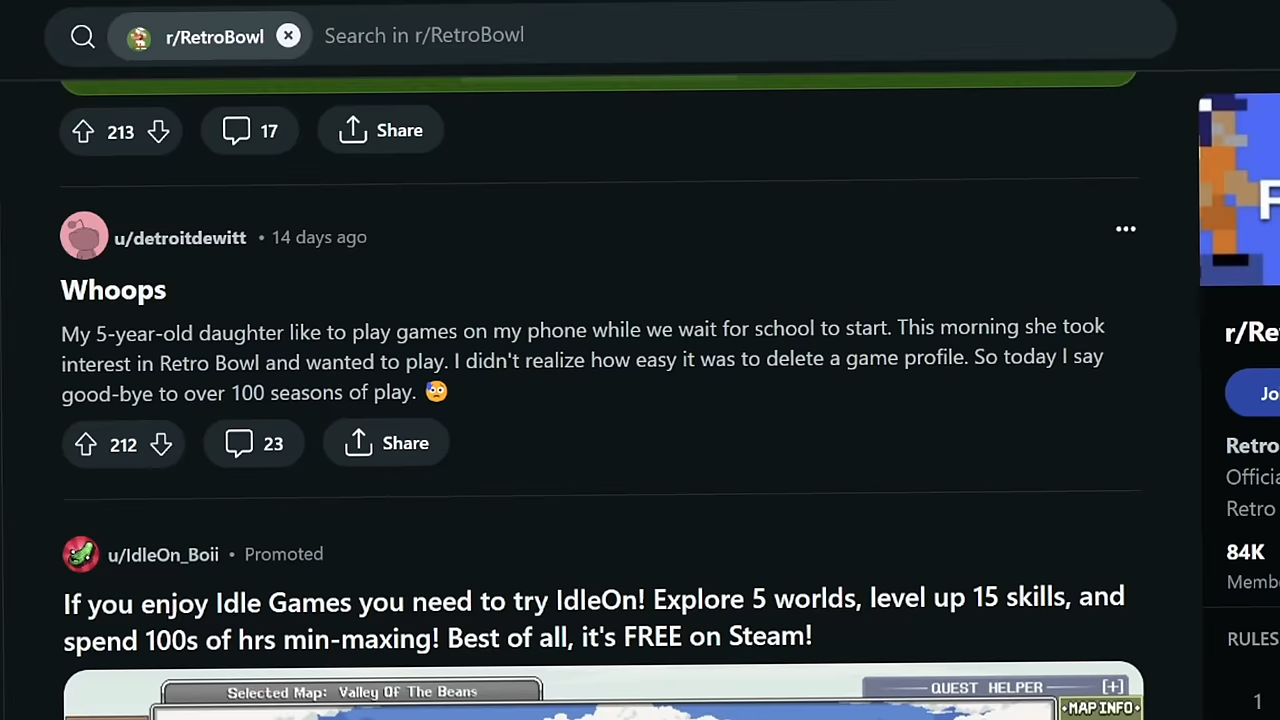 r/RetroBowl
Search in r/RetroBowl
213
17
Share
u/detroitdewitt • 14 days ago
Whoops
My 5-year-old daughter like to play games on my phone while we wait for school to start. This morning she took
interest in Retro Bowl and wanted to play. I didn't realize how easy it was to delete a game profile. So today I say
good-bye to over 100 seasons of play. 😳
212
23
Share
u/IdleOn_Boii • Promoted
If you enjoy Idle Games you need to try IdleOn! Explore 5 worlds, level up 15 skills, and
spend 100s of hrs min-maxing! Best of all, it's FREE on Steam!
Selected Map: Valley Of The Beans
QUEST HELPER
[+]
MAP INFO
F
r/Re
Jo
Retro
Officia
Retro
84K
Membe
RULES
1